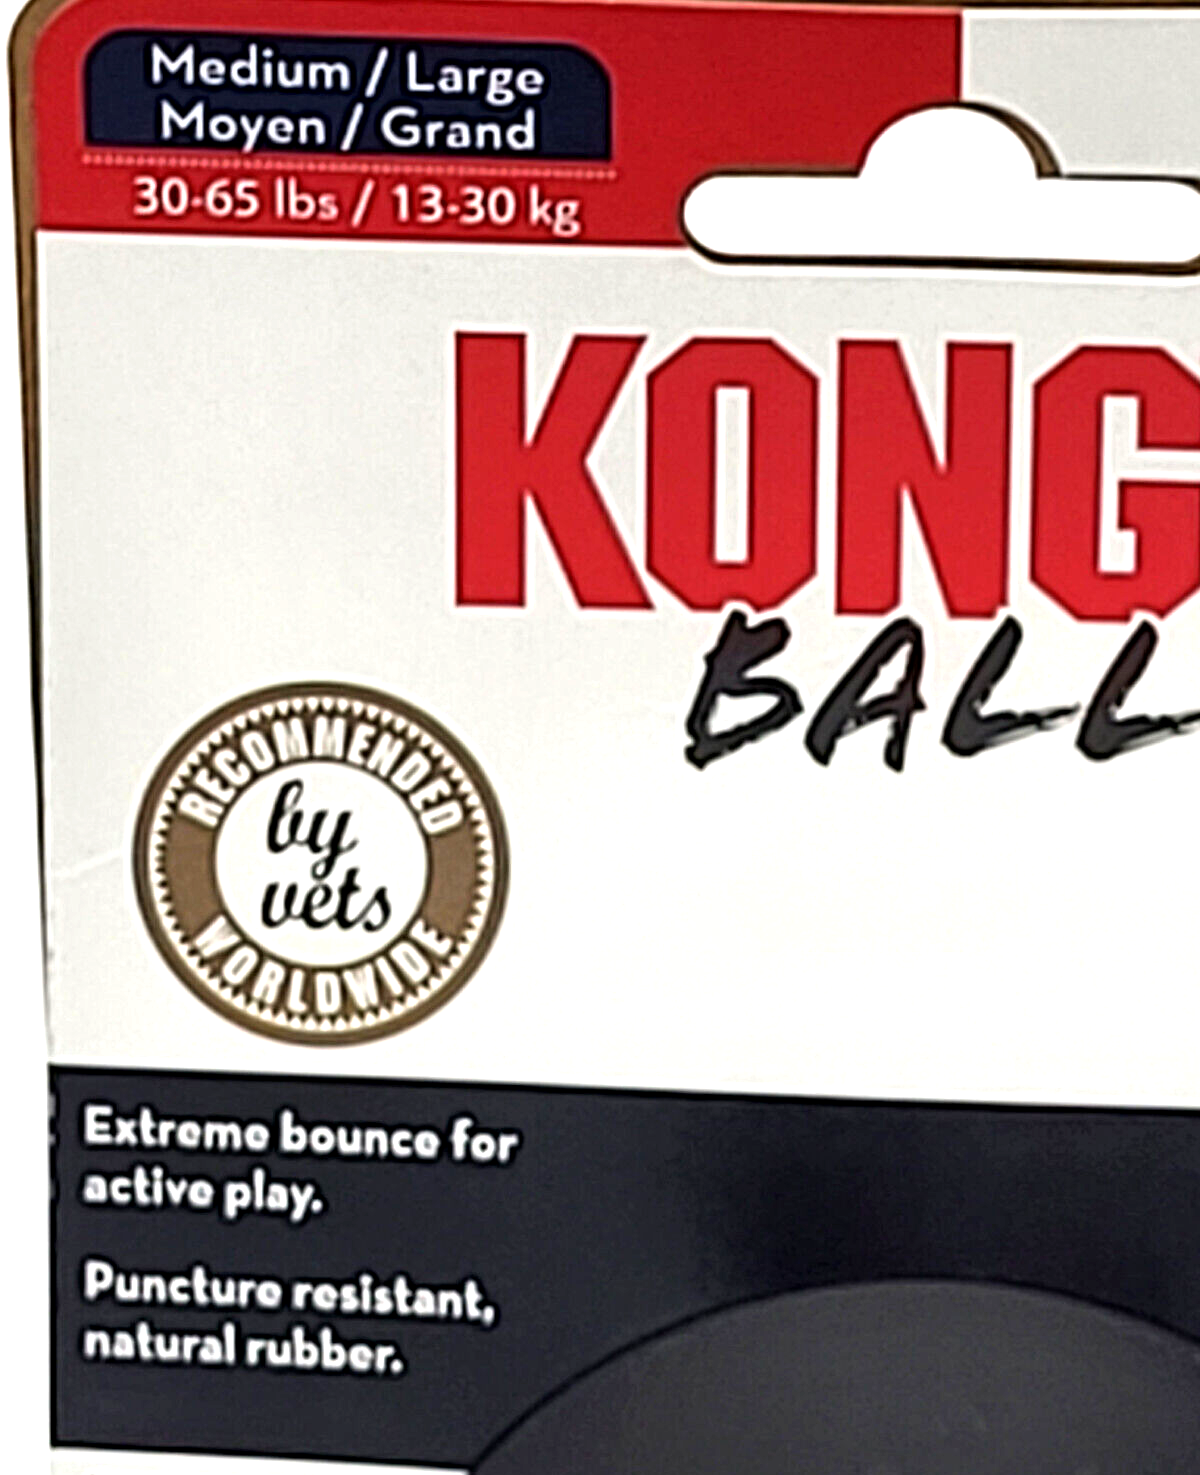 Medium / Large
Moyen / Grand
30-65 lbs / 13-30 kg
KONG
BALL
RECOMMENDED
by
vets
WORLDWIDE
Extreme bounce for
active play.
Puncture resistant,
natural rubber.